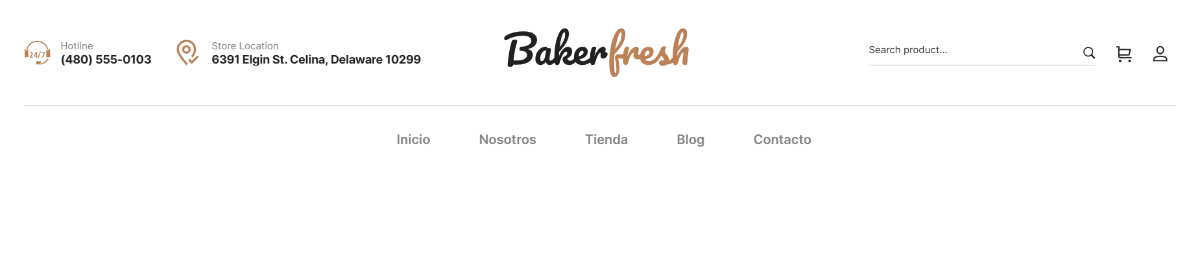 24/7
Hotline
(480) 555-0103
Store Location
6391 Elgin St. Celina, Delaware 10299
Bakerfresh
Search product...
Inicio Nosotros Tienda Blog Contacto